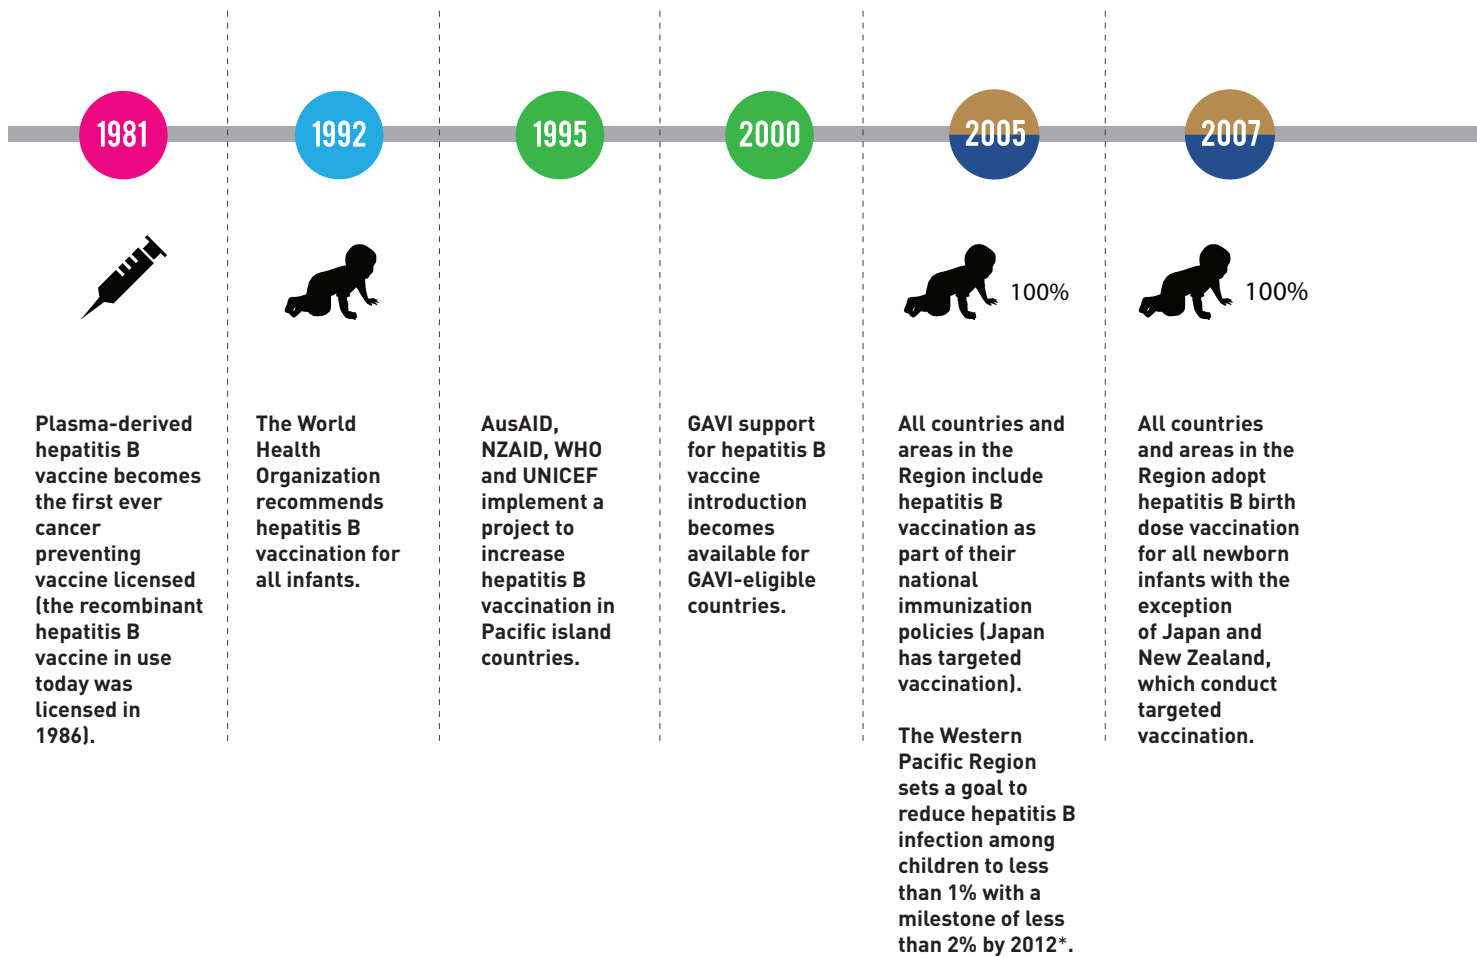 1981
1992
1995
2000
2005
2007
100%
100%
Plasma-derived
hepatitis B
vaccine becomes
the first ever
cancer
preventing
vaccine licensed
(the recombinant
hepatitis B
vaccine in use
today was
licensed in
1986).
The World
Health
Organization
recommends
hepatitis B
vaccination for
all infants.
AusAID,
NZAID, WHO
and UNICEF
implement a
project to
increase
hepatitis B
vaccination in
Pacific island
countries.
GAVI support
for hepatitis B
vaccine
introduction
becomes
available for
GAVI-eligible
countries.
All countries and
areas in the
Region include
hepatitis B
vaccination as
part of their
national
immunization
policies (Japan
has targeted
vaccination).
The Western
Pacific Region
sets a goal to
reduce hepatitis B
infection among
children to less
than 1% with a
milestone of less
than 2% by 2012*.
All countries
and areas in the
Region adopt
hepatitis B birth
dose vaccination
for all newborn
infants with the
exception
of Japan and
New Zealand,
which conduct
targeted
vaccination.